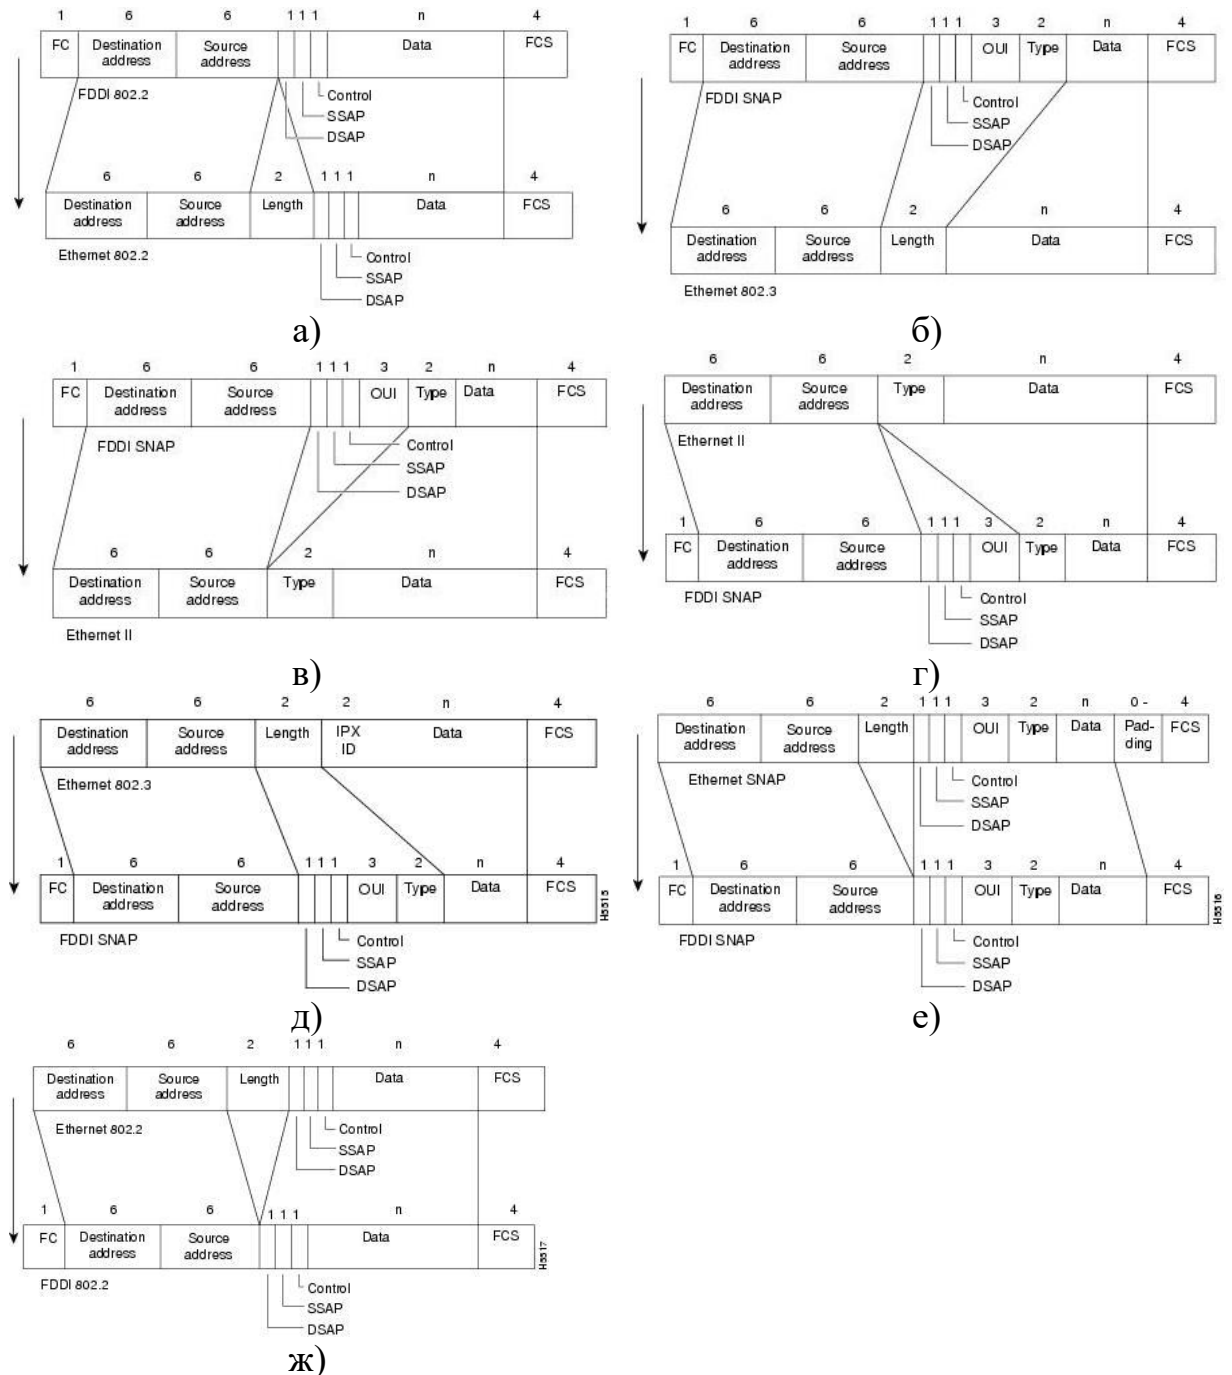 1 6 6 1 1 1 n 4
FC Destination address Source address Data FCS
FDDI 802.2
Control
SSAP
DSAP
6 6 2 1 1 1 n 4
Destination address Source address Length Data FCS
Ethernet 802.2
Control
SSAP
DSAP
а)
1 6 6 1 1 1 3 2 n 4
FC Destination address Source address OUI Type Data FCS
FDDI SNAP
Control
SSAP
DSAP
6 6 2 n 4
Destination address Source address Length Data FCS
Ethernet 802.3
б)
1 6 6 1 1 1 3 2 n 4
FC Destination address Source address OUI Type Data FCS
FDDI SNAP
Control
SSAP
DSAP
6 6 2 n 4
Destination address Source address Type Data FCS
Ethernet II
в)
6 6 2 n 4
Destination address Source address Type Data FCS
Ethernet II
1 6 6 1 1 1 3 2 n 4
FC Destination address Source address OUI Type Data FCS
FDDI SNAP
Control
SSAP
DSAP
г)
6 6 2 2 n 4
Destination address Source address Length IPX ID Data FCS
Ethernet 802.3
1 6 6 1 1 1 3 2 n 4
FC Destination address Source address OUI Type Data FCS
H5515
FDDI SNAP
Control
SSAP
DSAP
д)
6 6 2 1 1 1 3 2 n 0 - 4
Destination address Source address Length OUI Type Data Pad- ding FCS
Ethernet SNAP
Control
SSAP
DSAP
1 6 6 1 1 1 3 2 n 4
FC Destination address Source address OUI Type Data FCS
H5516
FDDI SNAP
Control
SSAP
DSAP
е)
6 6 2 1 1 1 n 4
Destination address Source address Length Data FCS
Ethernet 802.2
Control
SSAP
DSAP
1 6 6 1 1 1 n 4
FC Destination address Source address Data FCS
H5517
FDDI 802.2
Control
SSAP
DSAP
ж)